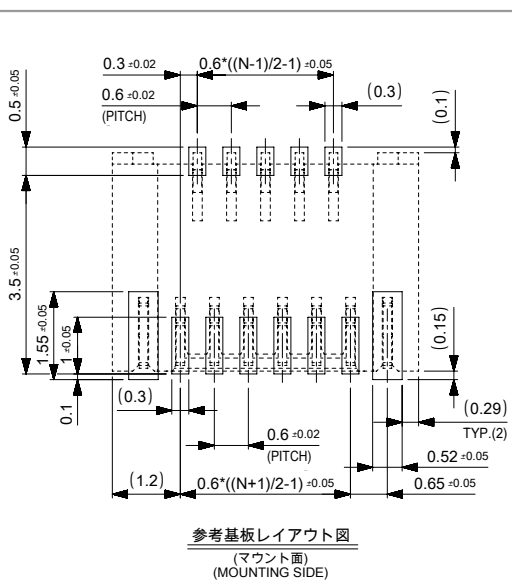 0.3 ±0.02
0.6*((N-1)/2-1) ±0.05
0.6 ±0.02
(PITCH)
(0.3)
(0.1)
0.5 ±0.05
3.5 ±0.05
1.55 ±0.05
1 ±0.05
(0.15)
0.1
(0.3)
(0.29)
TYP.(2)
0.6 ±0.02
(PITCH)
0.52 ±0.05
(1.2)
0.6*((N+1)/2-1) ±0.05
0.65 ±0.05
参考基板レイアウト図
(マウント面)
(MOUNTING SIDE)